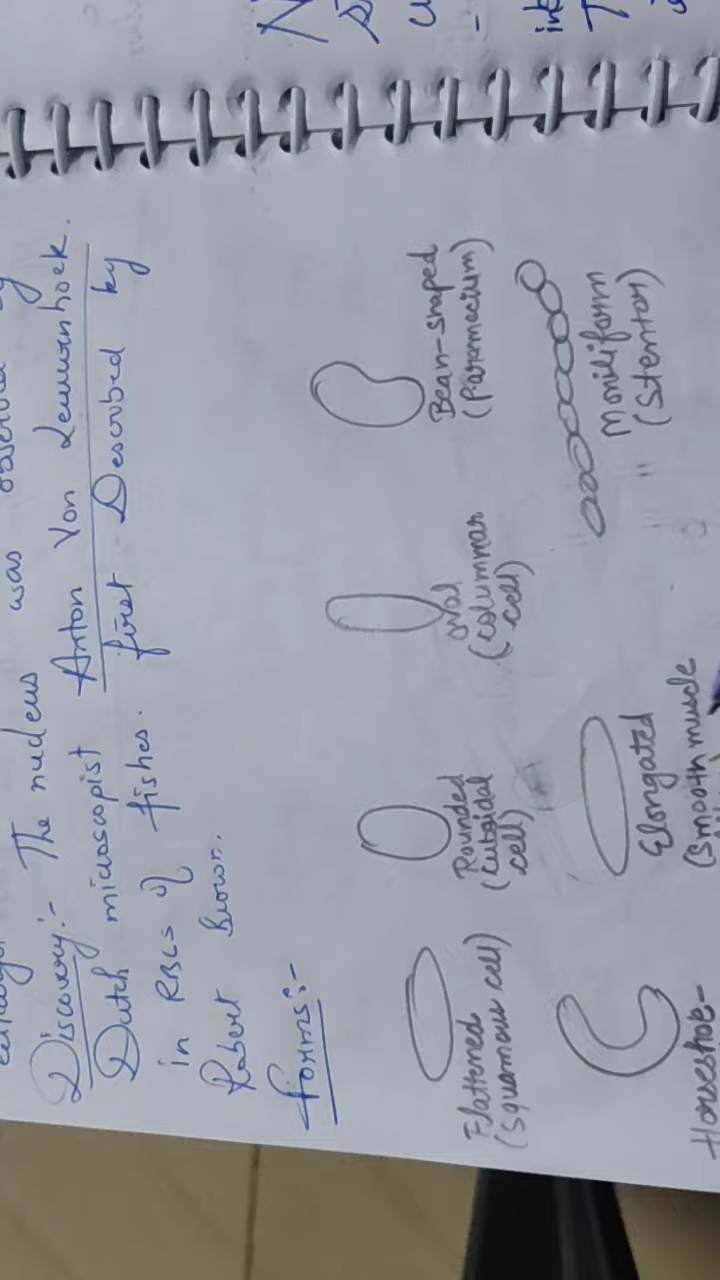 Discovery:- The nucleus was
Dutch microscopist Anton Von Leeuwnhoek.
in RBCs of fishes. first Described by
Robert Brown.
forms:-
Flattened
(squamous cell)
Rounded
(cuboidal
cell)
oval
(columnar
cell)
Bean-shaped
(Paramecium)
Horseshoe-
Elongated
(smooth muscle
Moniliform
(Stentor)